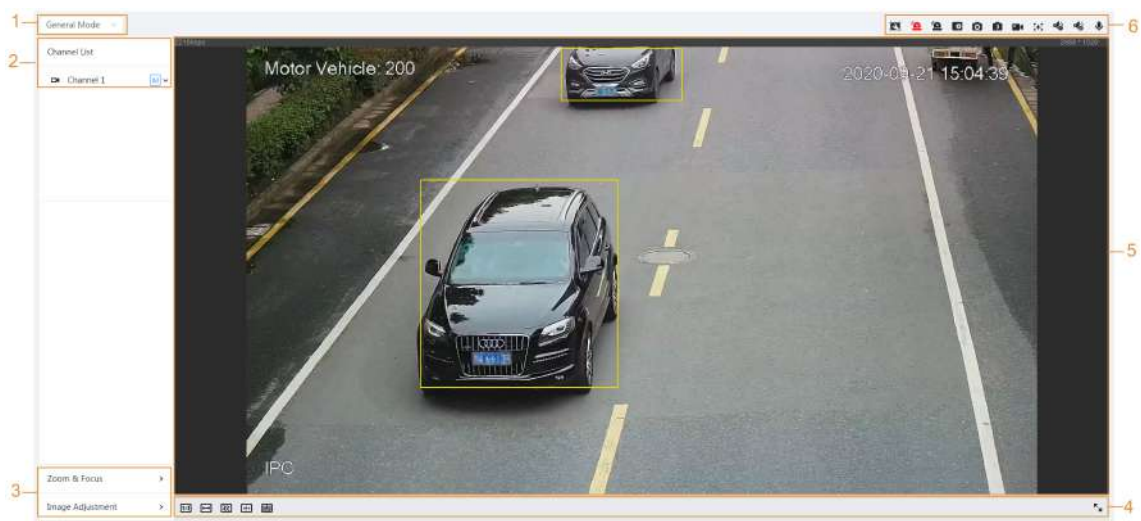 1
General Mode
6
Channel List
2
Channel 1
Motor Vehicle: 200
2020-04-21 15:04:39
5
IPC
Zoom & Focus
3
Image Adjustment
4